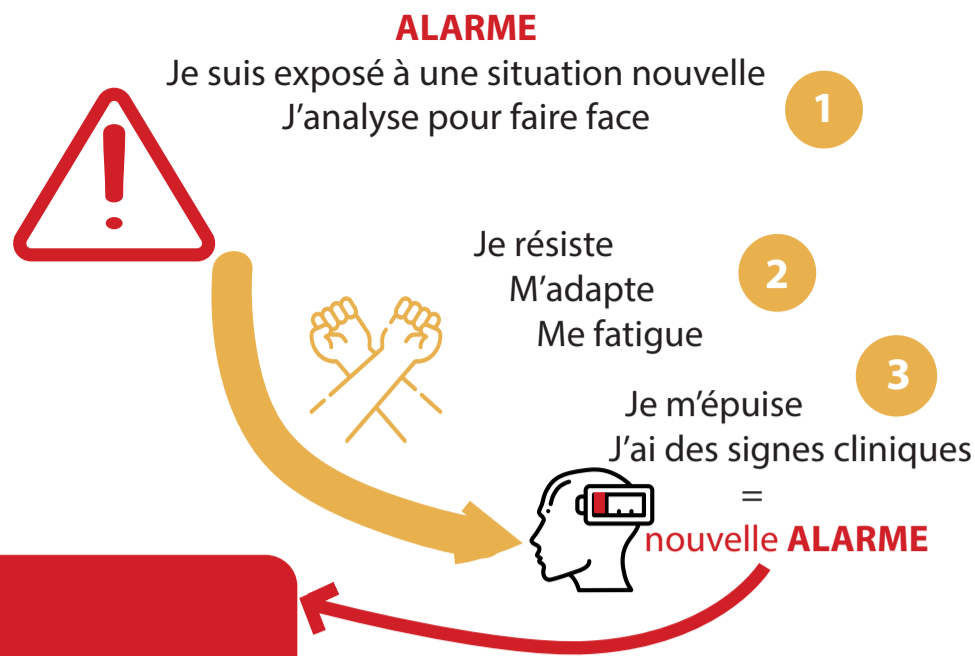 ALARME
Je suis exposé à une situation nouvelle
J’analyse pour faire face
1
Je résiste
M’adapte
Me fatigue
2
3
Je m’épuise
J’ai des signes cliniques
=
nouvelle ALARME